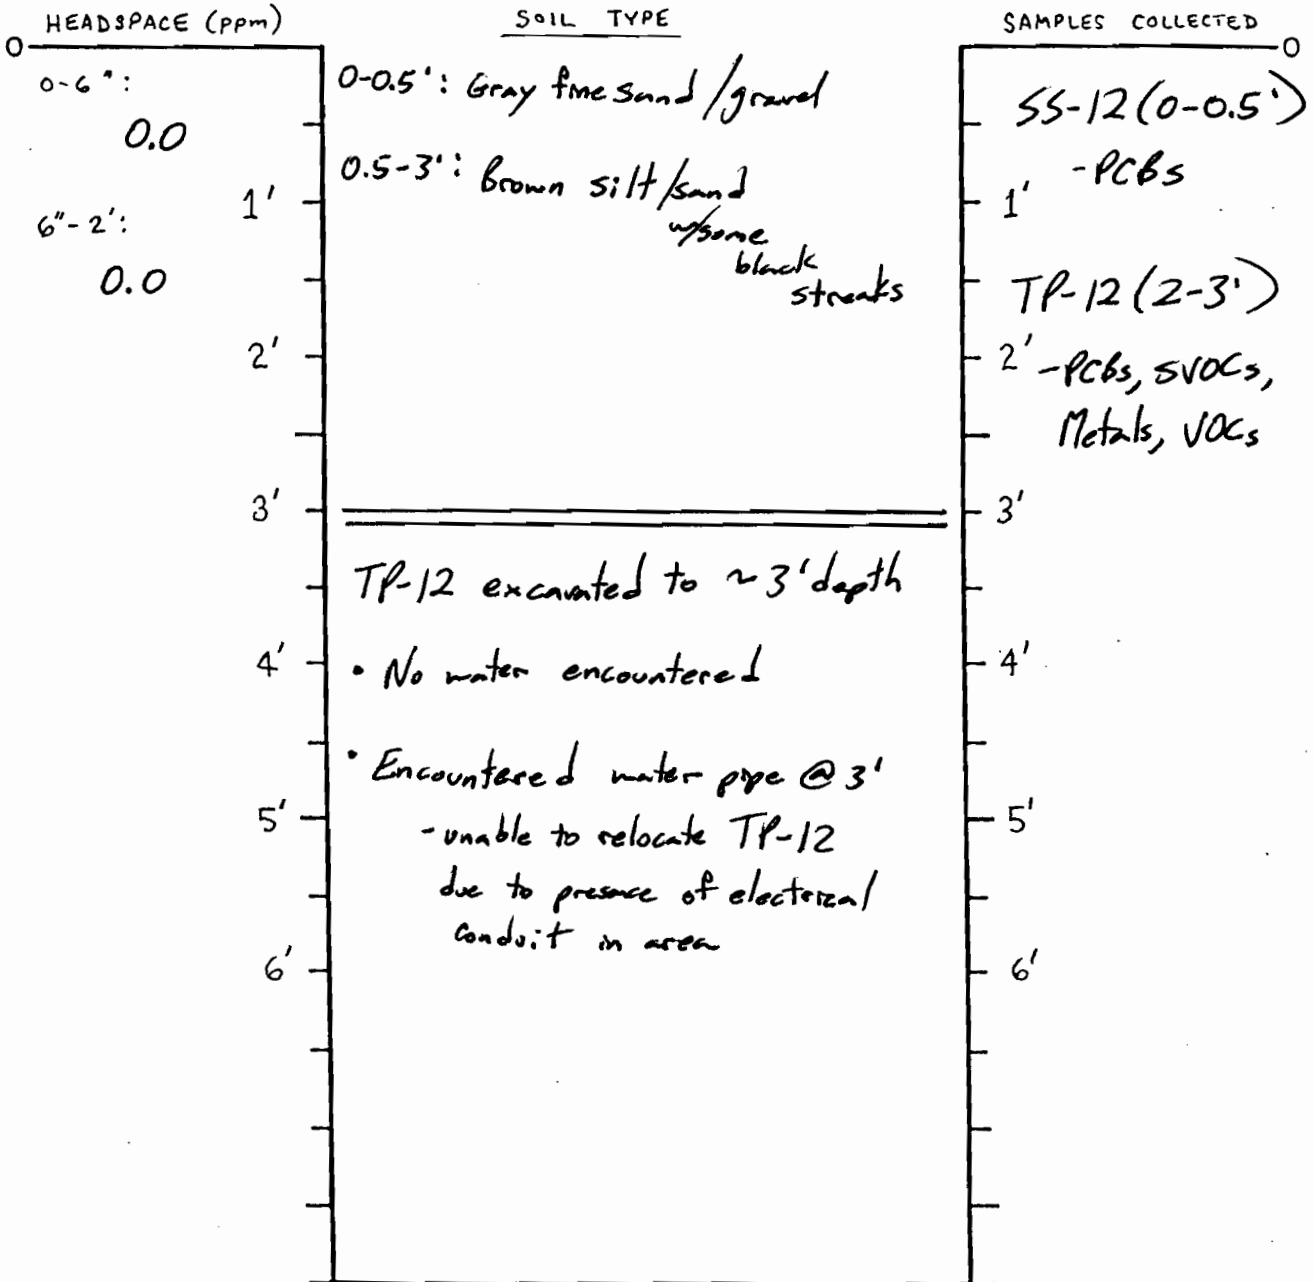 HEADSPACE (ppm)
SOIL TYPE
SAMPLES COLLECTED
0
0
0-6":
0.0
6"-2':
0.0
0-0.5': Gray fine sand/gravel
0.5-3': Brown silt/sand
w/some
black
streaks
SS-12 (0-0.5')
-PCBs
TP-12 (2-3')
-PCBs, SVOCs,
Metals, VOCs
1'
2'
3'
4'
5'
6'
TP-12 excavated to ~3' depth
• No water encountered
• Encountered water pipe @ 3'
-unable to relocate TP-12
due to presence of electrical
conduit in area
1'
2'
3'
4'
5'
6'